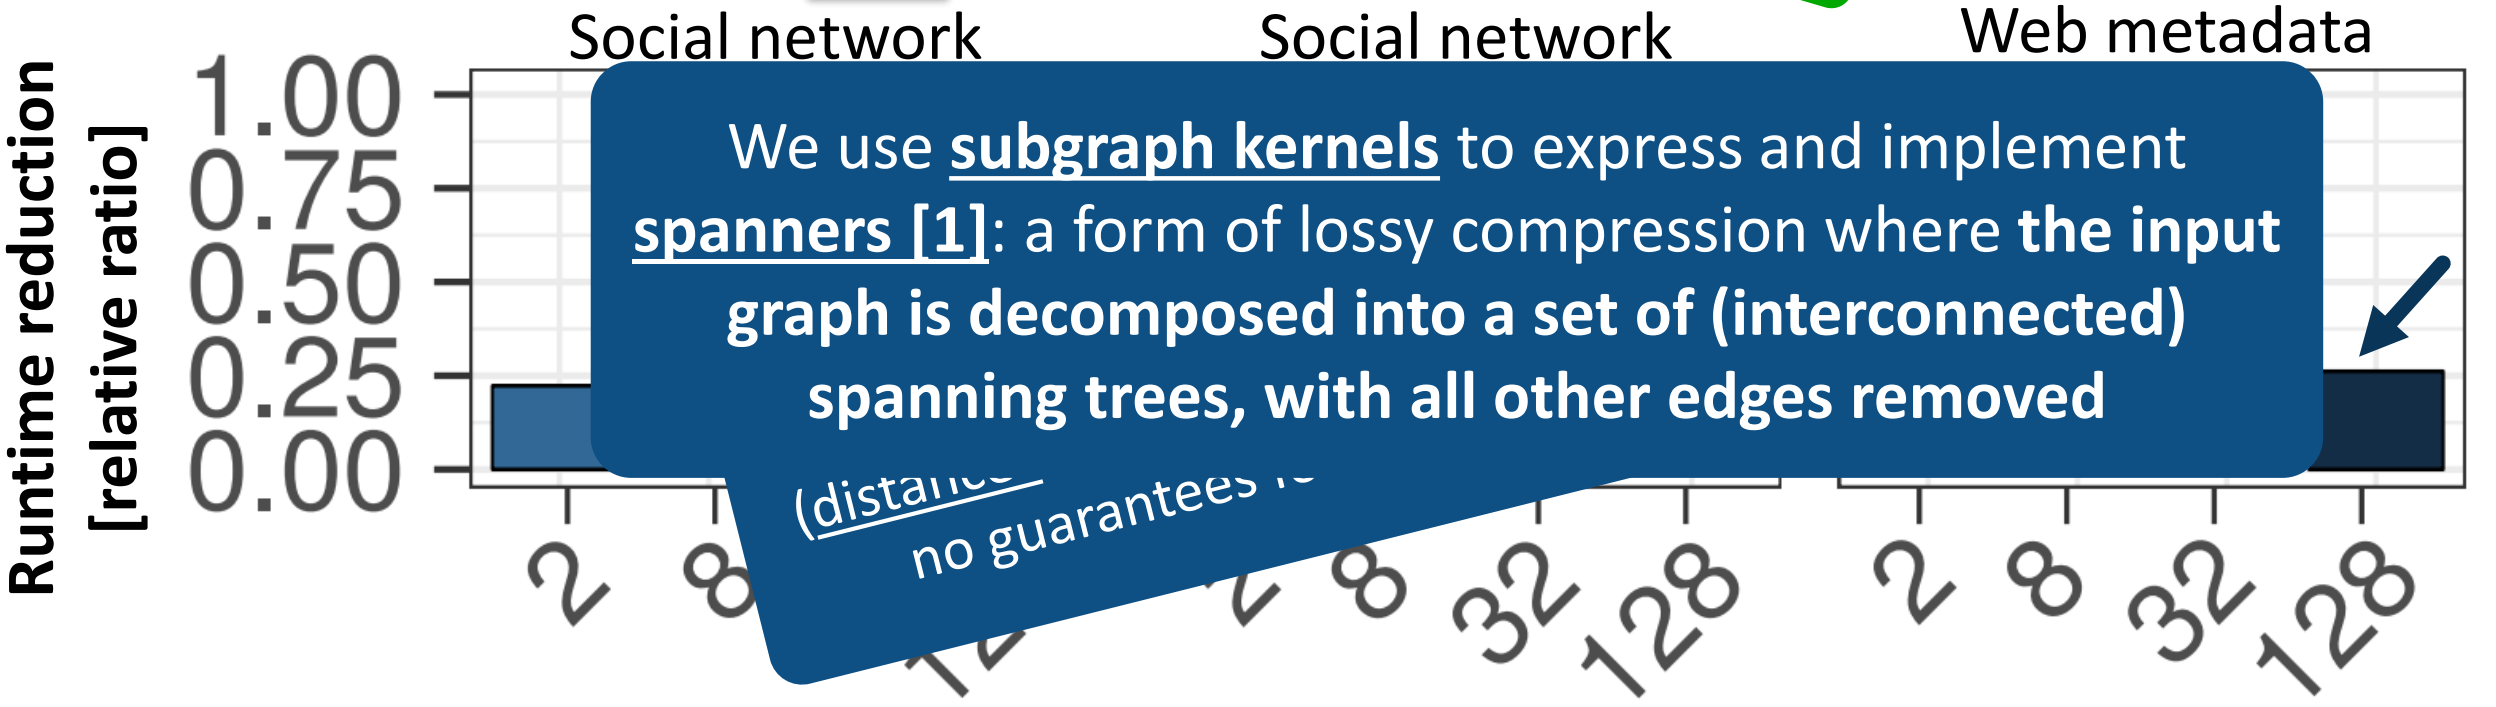 Social network
Social network
Web metadata
Runtime reduction
[relative ratio]
1.00
0.75
0.50
0.25
0.00
We use subgraph kernels to express and implement
spanners [1]: a form of lossy compression where the input
graph is decomposed into a set of (interconnected)
spanning trees, with all other edges removed
no guarantees
2
8
8
32
128
2
8
32
128